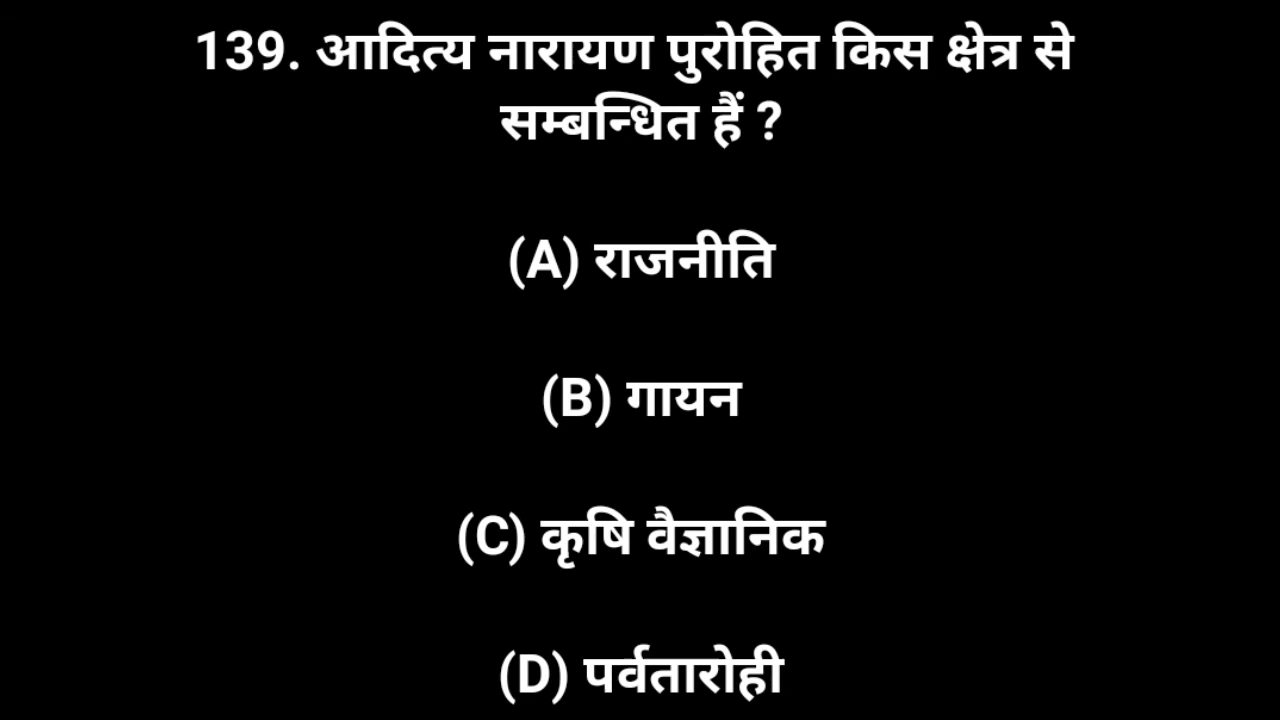 139. आदित्य नारायण पुरोहित किस क्षेत्र से
सम्बन्धित हैं ?
(A) राजनीति
(B) गायन
(C) कृषि वैज्ञानिक
(D) पर्वतारोही